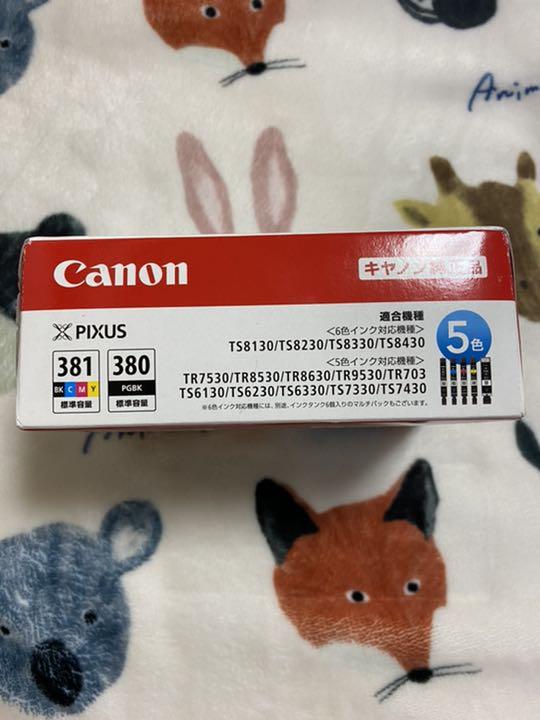 Anim
Canon
キヤノン純正品
PIXUS
381
BK C M Y
標準容量
380
PGBK
標準容量
適合機種
<6色インク対応機種>
TS8130/TS8230/TS8330/TS8430
<5色インク対応機種>
TR7530/TR8530/TR8630/TR9530/TR703
TS6130/TS6230/TS6330/TS7330/TS7430
※6色インク対応機種には、別途、インクタンク6個入りのマルチパックもございます。
5色